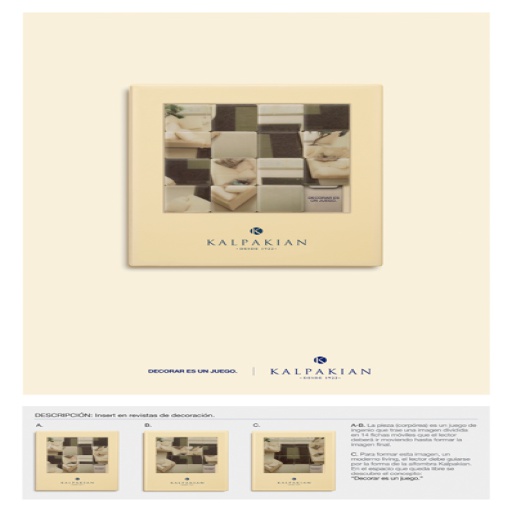 DECORAR ES
UN JUEGO.
KALPAKIAN
DESDE 1922
DECORAR ES UN JUEGO.
KALPAKIAN
DESDE 1922
DESCRIPCIÓN: Insert en revistas de decoración.
A.
B.
C.
KALPAKIAN
KALPAKIAN
KALPAKIAN
A-B. La pieza (corpórea) es un juego de
ingenio que trae una imagen dividida
en 14 fichas móviles que el lector
deberá ir moviendo hasta formar la
imagen final.
C. Para formar esta imagen, un
moderno living, el lector debe guiarse
por la forma de la alfombra Kalpakian.
En el espacio que queda libre se
descubre el concepto:
"Decorar es un juego."